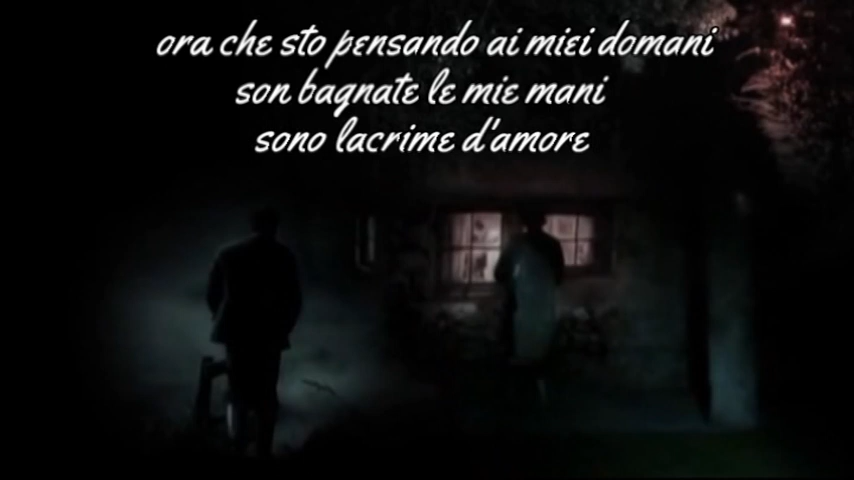 ora che sto pensando ai miei domani
son bagnate le mie mani
sono lacrime d'amore